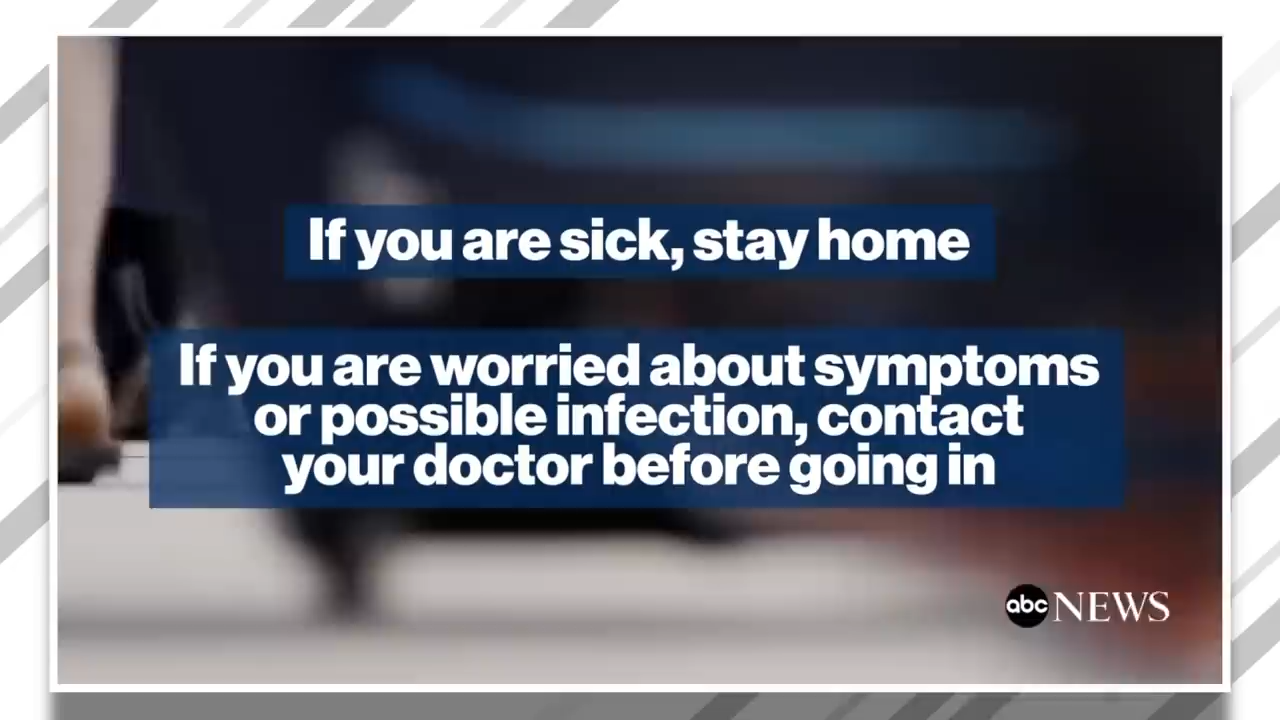 If you are sick, stay home
If you are worried about symptoms
or possible infection, contact
your doctor before going in
abc NEWS